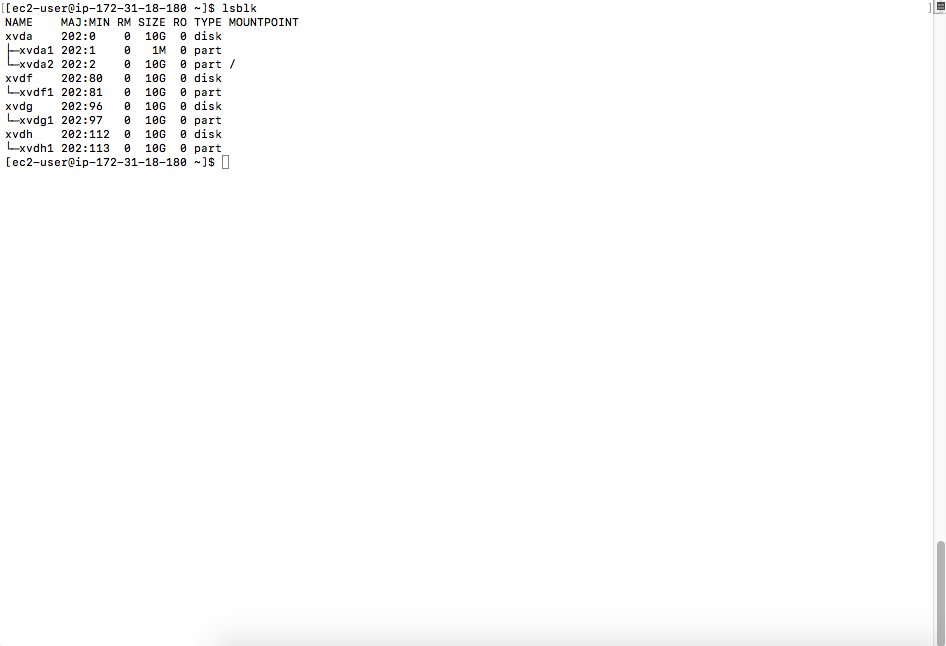 [[ec2-user@ip-172-31-18-180 ~]$ lsblk ]
NAME    MAJ:MIN RM SIZE RO TYPE MOUNTPOINT
xvda    202:0    0  10G  0 disk
├─xvda1 202:1    0   1M  0 part
└─xvda2 202:2    0  10G  0 part /
xvdf    202:80   0  10G  0 disk
└─xvdf1 202:81   0  10G  0 part
xvdg    202:96   0  10G  0 disk
└─xvdg1 202:97   0  10G  0 part
xvdh    202:112  0  10G  0 disk
└─xvdh1 202:113  0  10G  0 part
[ec2-user@ip-172-31-18-180 ~]$